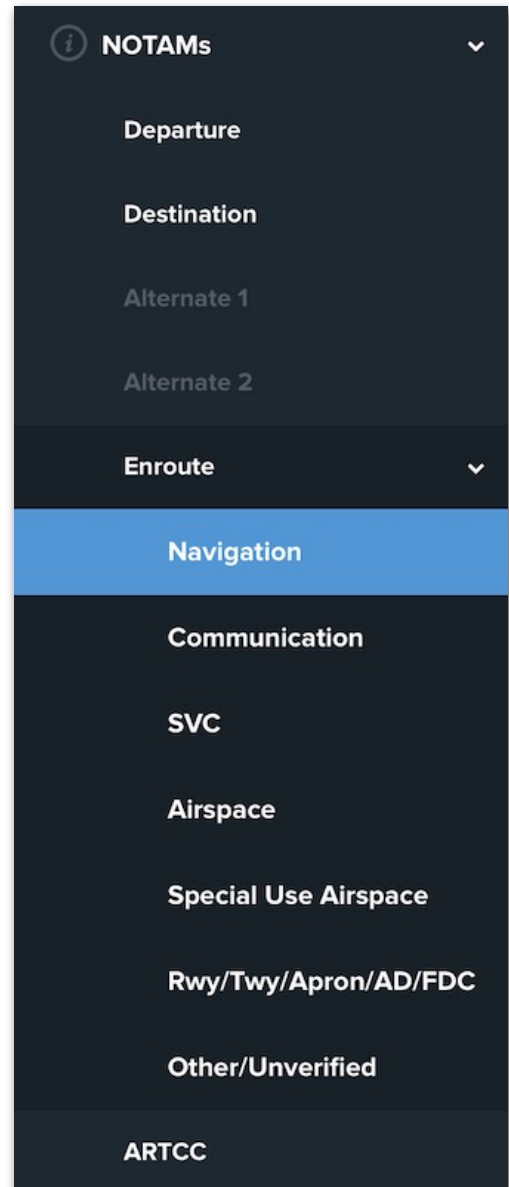 NOTAMs
Departure
Destination
Alternate 1
Alternate 2
Enroute
Navigation
Communication
SVC
Airspace
Special Use Airspace
Rwy/Twy/Apron/AD/FDC
Other/Unverified
ARTCC